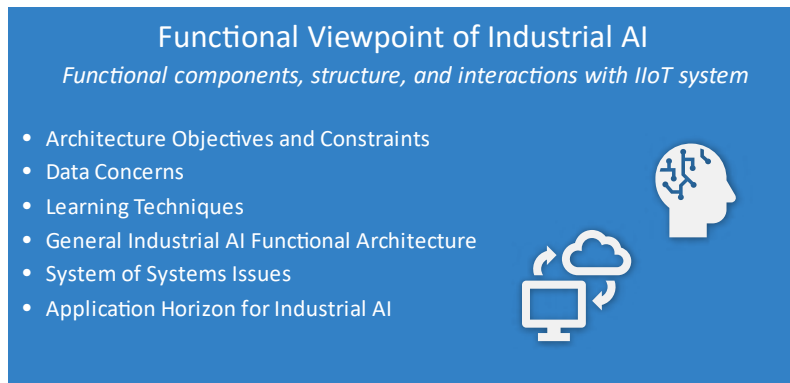 Functional Viewpoint of Industrial AI
Functional components, structure, and interactions with IIoT system
• Architecture Objectives and Constraints
• Data Concerns
• Learning Techniques
• General Industrial AI Functional Architecture
• System of Systems Issues
• Application Horizon for Industrial AI